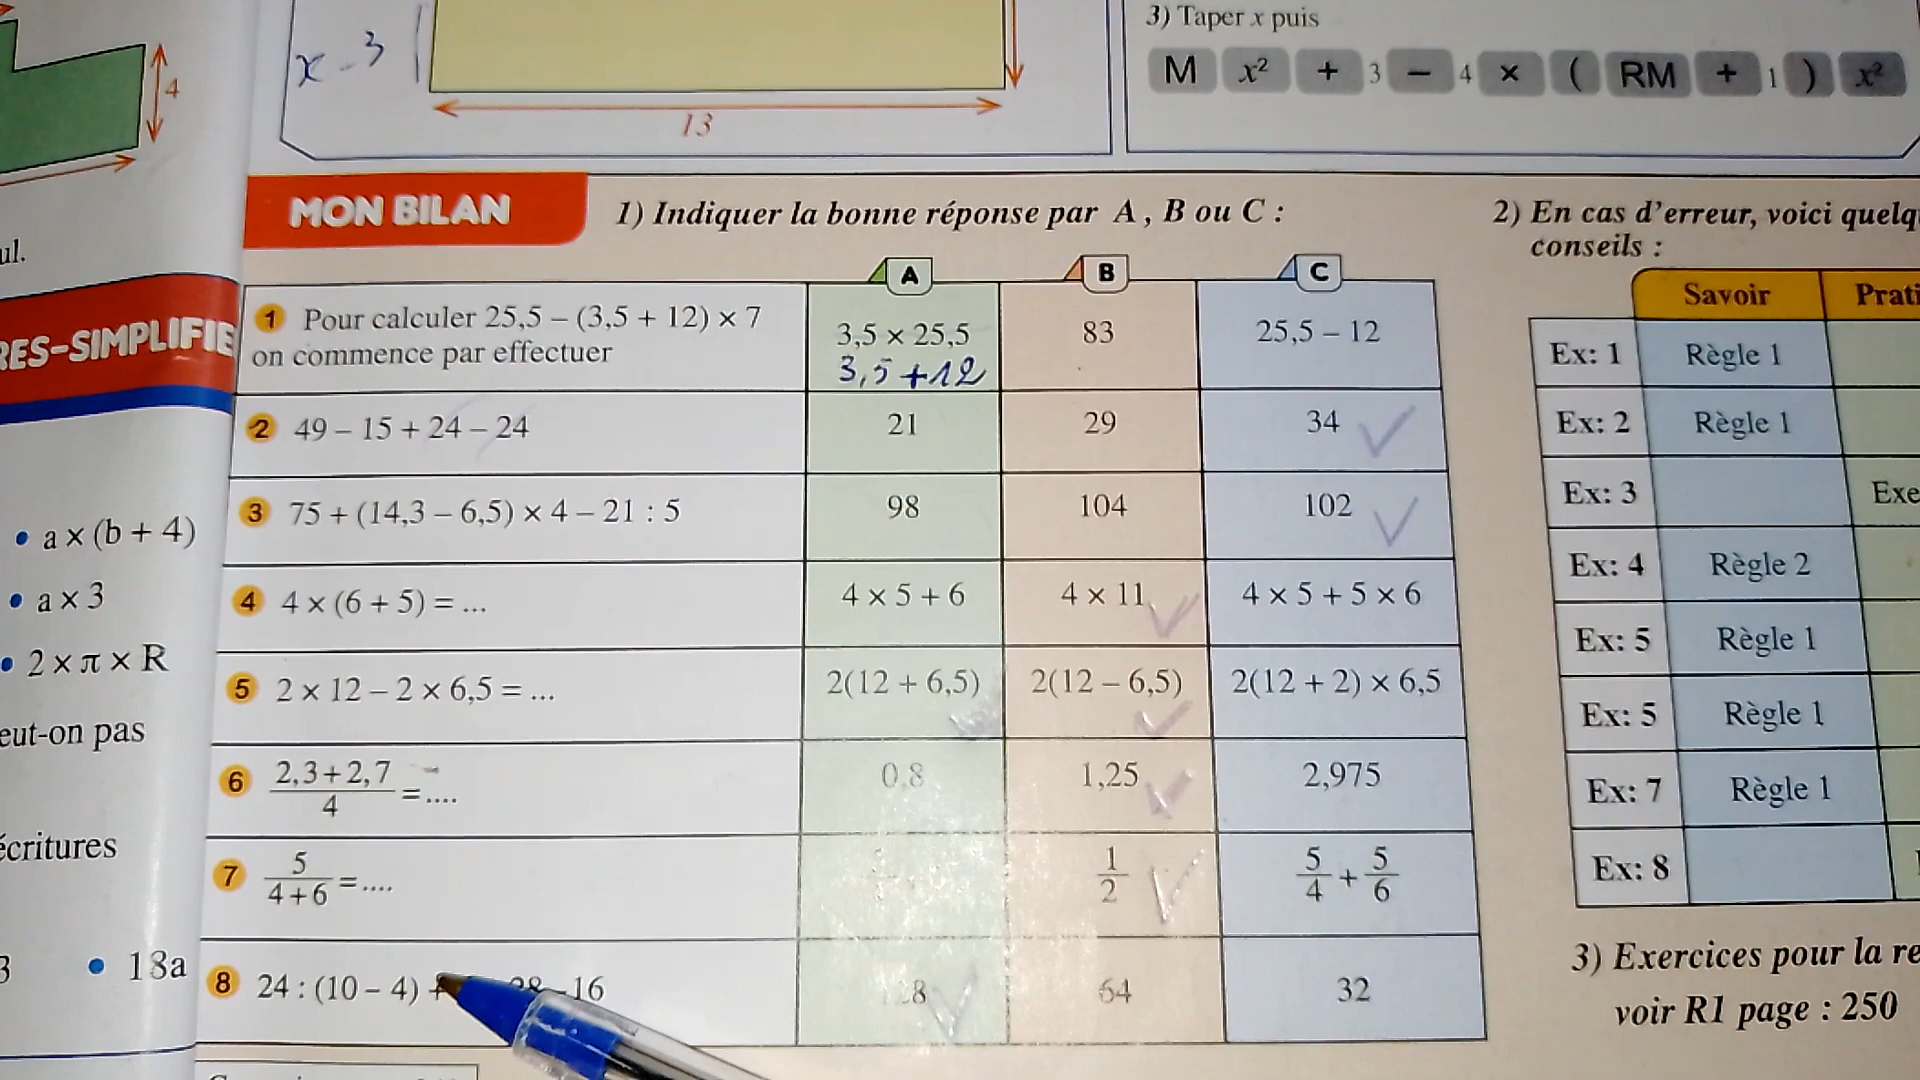 x - 3
4
13
3) Taper x puis
M x² + 3 − 4 × ( RM + 1 ) x²
MON BILAN
1) Indiquer la bonne réponse par A , B ou C :
2) En cas d'erreur, voici
conseils :
ul.
RES-SIMPLIFIE
• a × (b + 4)
• a × 3
• 2 × π × R
eut-on pas
écritures
3 • 18a
A B C
1 Pour calculer 25,5 – (3,5 + 12) × 7
on commence par effectuer
3,5 × 25,5
3,5 + 12
83
25,5 – 12
2 49 – 15 + 24 – 24 21 29 34
3 75 + (14,3 – 6,5) × 4 – 21 : 5 98 104 102
4 4 × (6 + 5) = ... 4 × 5 + 6 4 × 11 4 × 5 + 5 × 6
5 2 × 12 – 2 × 6,5 = ... 2(12 + 6,5) 2(12 – 6,5) 2(12 + 2) × 6,5
6 (2,3+2,7)/4 = .... 0,8 1,25 2,975
7 5/(4+6) = .... 1/2 5/4 + 5/6
8 24 : (10 – 4) 16 64 32
Savoir
Ex: 1 Règle 1
Ex: 2 Règle 1
Ex: 3
Ex: 4 Règle 2
Ex: 5 Règle 1
Ex: 5 Règle 1
Ex: 7 Règle 1
Ex: 8
3) Exercices pour la
voir R1 page : 250